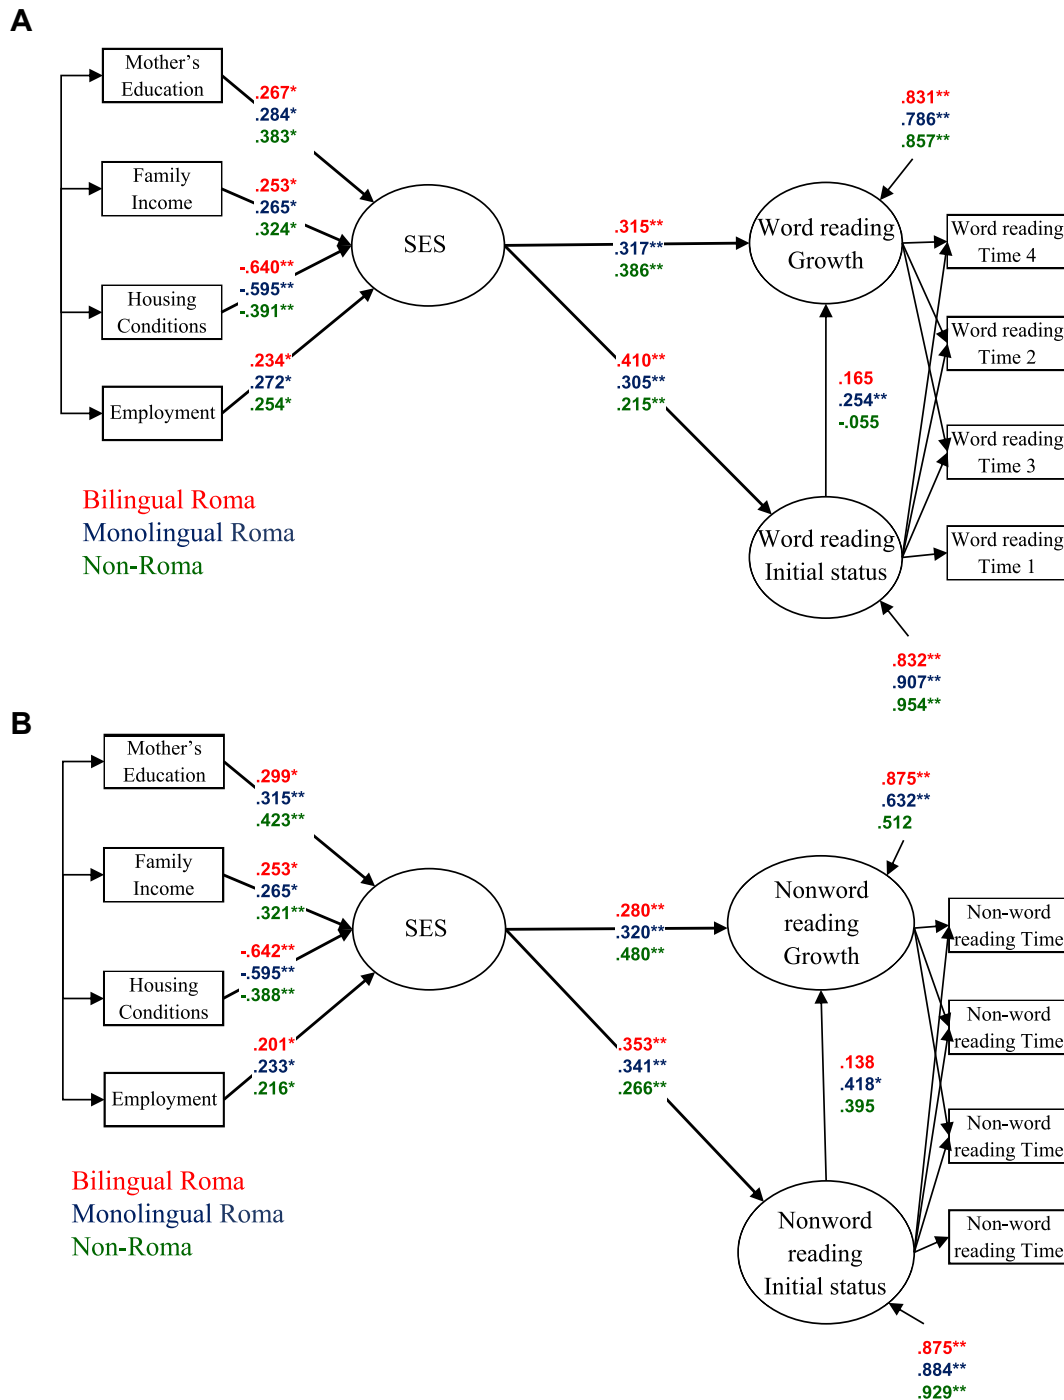 A
Mother's
Education
.267*
.284*
.383*
Family
Income
.253*
.265*
.324*
Housing
Conditions
-.640**
-.595**
-.391**
Employment
.234*
.272*
.254*
SES
.315**
.317**
.386**
.410**
.305**
.215**
.831**
.786**
.857**
Word reading
Growth
.165
.254**
-.055
Word reading
Initial status
.832**
.907**
.954**
Word reading
Time 4
Word reading
Time 2
Word reading
Time 3
Word reading
Time 1
Bilingual Roma
Monolingual Roma
Non-Roma
B
Mother's
Education
.299*
.315**
.423**
Family
Income
.253*
.265*
.321**
Housing
Conditions
-.642**
-.595**
-.388**
Employment
.201*
.233*
.216*
SES
.280**
.320**
.480**
.353**
.341**
.266**
.875**
.632**
.512
Nonword
reading
Growth
.138
.418*
.395
Nonword
reading
Initial status
.875**
.884**
.929**
Non-word
reading Time
Non-word
reading Time
Non-word
reading Time
Non-word
reading Time
Bilingual Roma
Monolingual Roma
Non-Roma